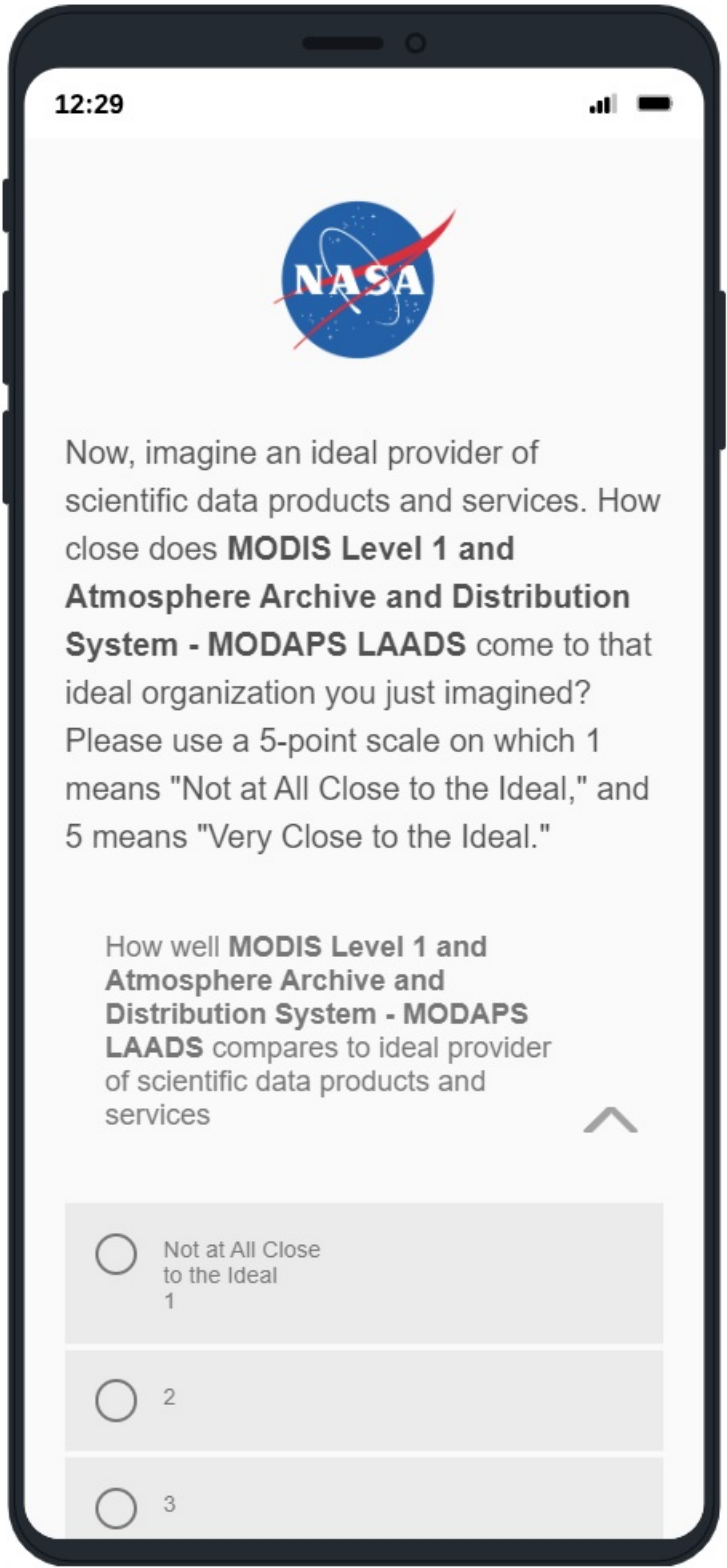 12:29
NASA
Now, imagine an ideal provider of
scientific data products and services. How
close does MODIS Level 1 and
Atmosphere Archive and Distribution
System - MODAPS LAADS come to that
ideal organization you just imagined?
Please use a 5-point scale on which 1
means "Not at All Close to the Ideal," and
5 means "Very Close to the Ideal."
How well MODIS Level 1 and
Atmosphere Archive and
Distribution System - MODAPS
LAADS compares to ideal provider
of scientific data products and
services
Not at All Close
to the Ideal
1
2
3